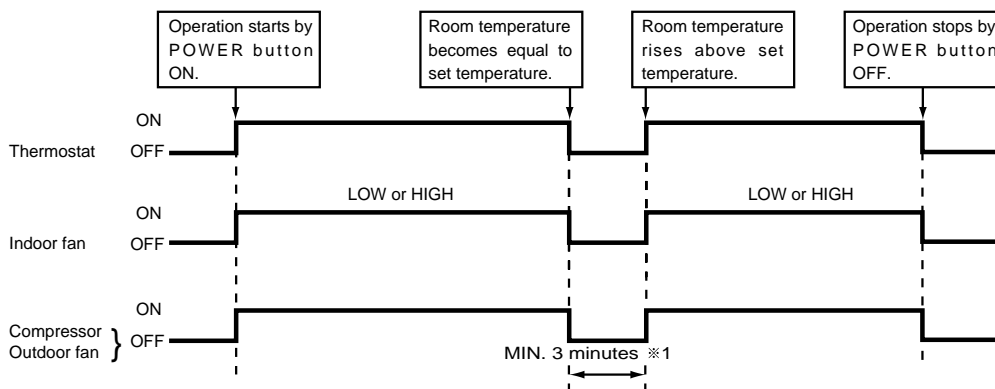 Operation starts by
POWER button
ON.
Room temperature
becomes equal to
set temperature.
Room temperature
rises above set
temperature.
Operation stops by
POWER button
OFF.
ON
Thermostat OFF
LOW or HIGH LOW or HIGH
ON
Indoor fan OFF
ON
Compressor
Outdoor fan } OFF
MIN. 3 minutes ※1